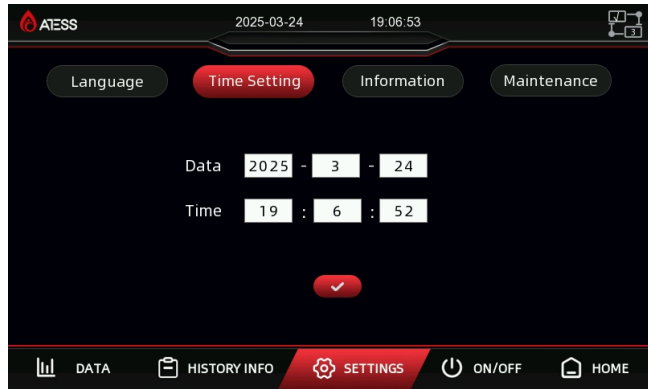 ATESS 2025-03-24 19:06:53
3
Language Time Setting Information Maintenance
Data 2025 - 3 - 24
Time 19 : 6 : 52
DATA HISTORY INFO SETTINGS ON/OFF HOME